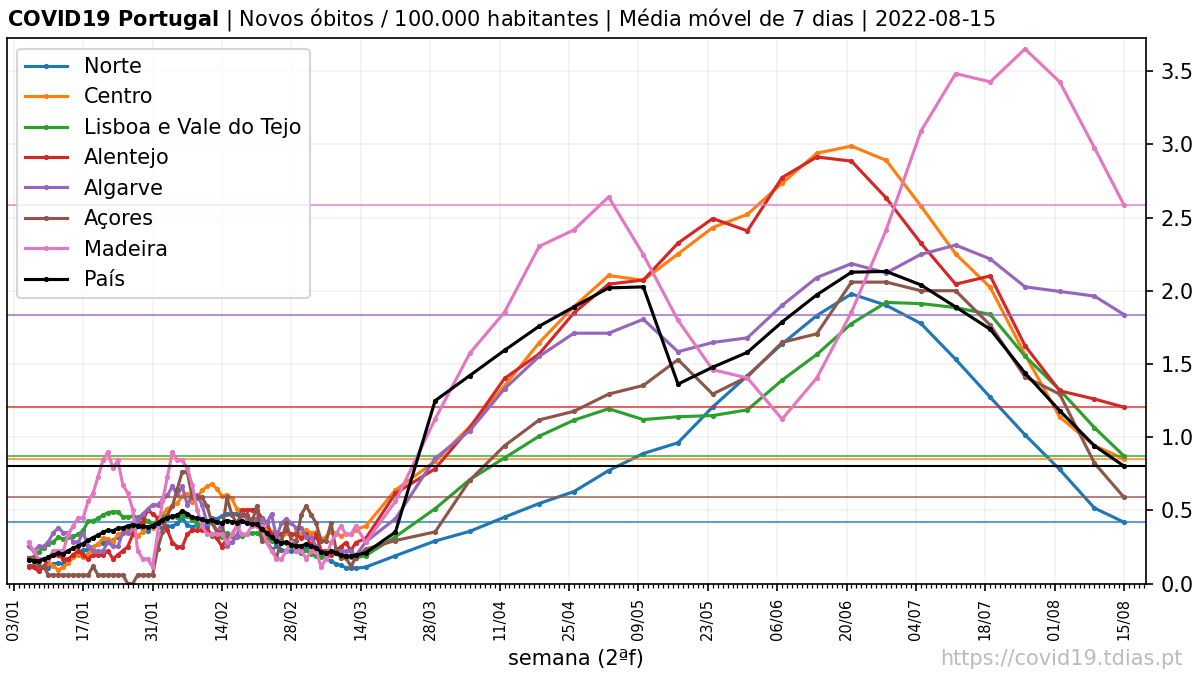 COVID19 Portugal | Novos óbitos / 100.000 habitantes | Média móvel de 7 dias | 2022-08-15
Norte
Centro
Lisboa e Vale do Tejo
Alentejo
Algarve
Açores
Madeira
País
3.5
3.0
2.5
2.0
1.5
1.0
0.5
0.0
03/01
17/01
31/01
14/02
28/02
14/03
28/03
11/04
25/04
09/05
23/05
06/06
20/06
04/07
18/07
01/08
15/08
semana (2ªf)
https://covid19.tdias.pt